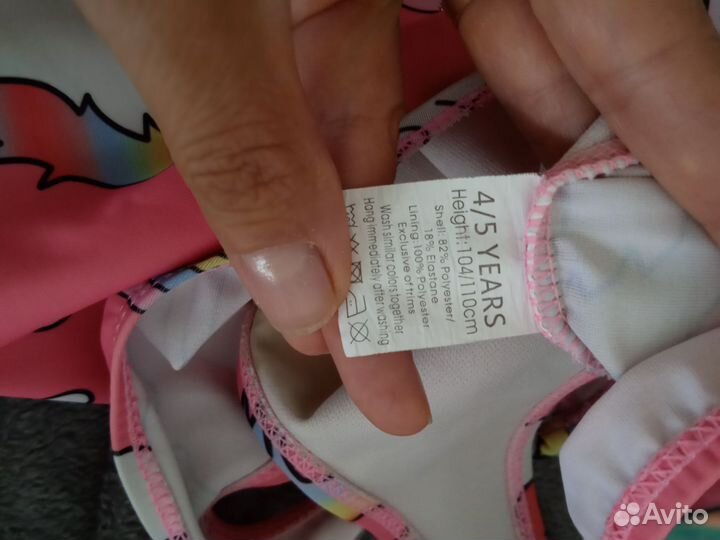 4/5 YEARS
Height:104/110cm
Shell: 82% Polyester/
18% Elastane
Lining:100% Polyester
Exclusive of trims
Wash similar colors together
Hang immediately after washing
Avito